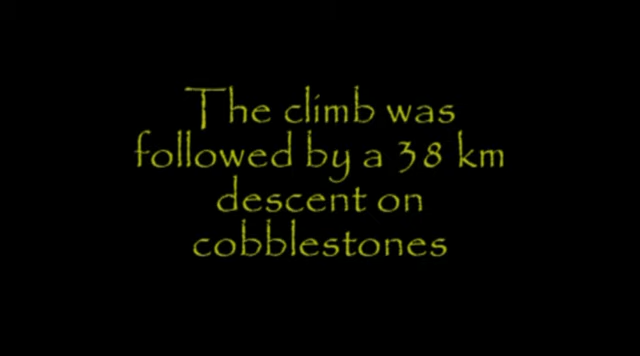 The climb was
followed by a 38 km
descent on
cobblestones